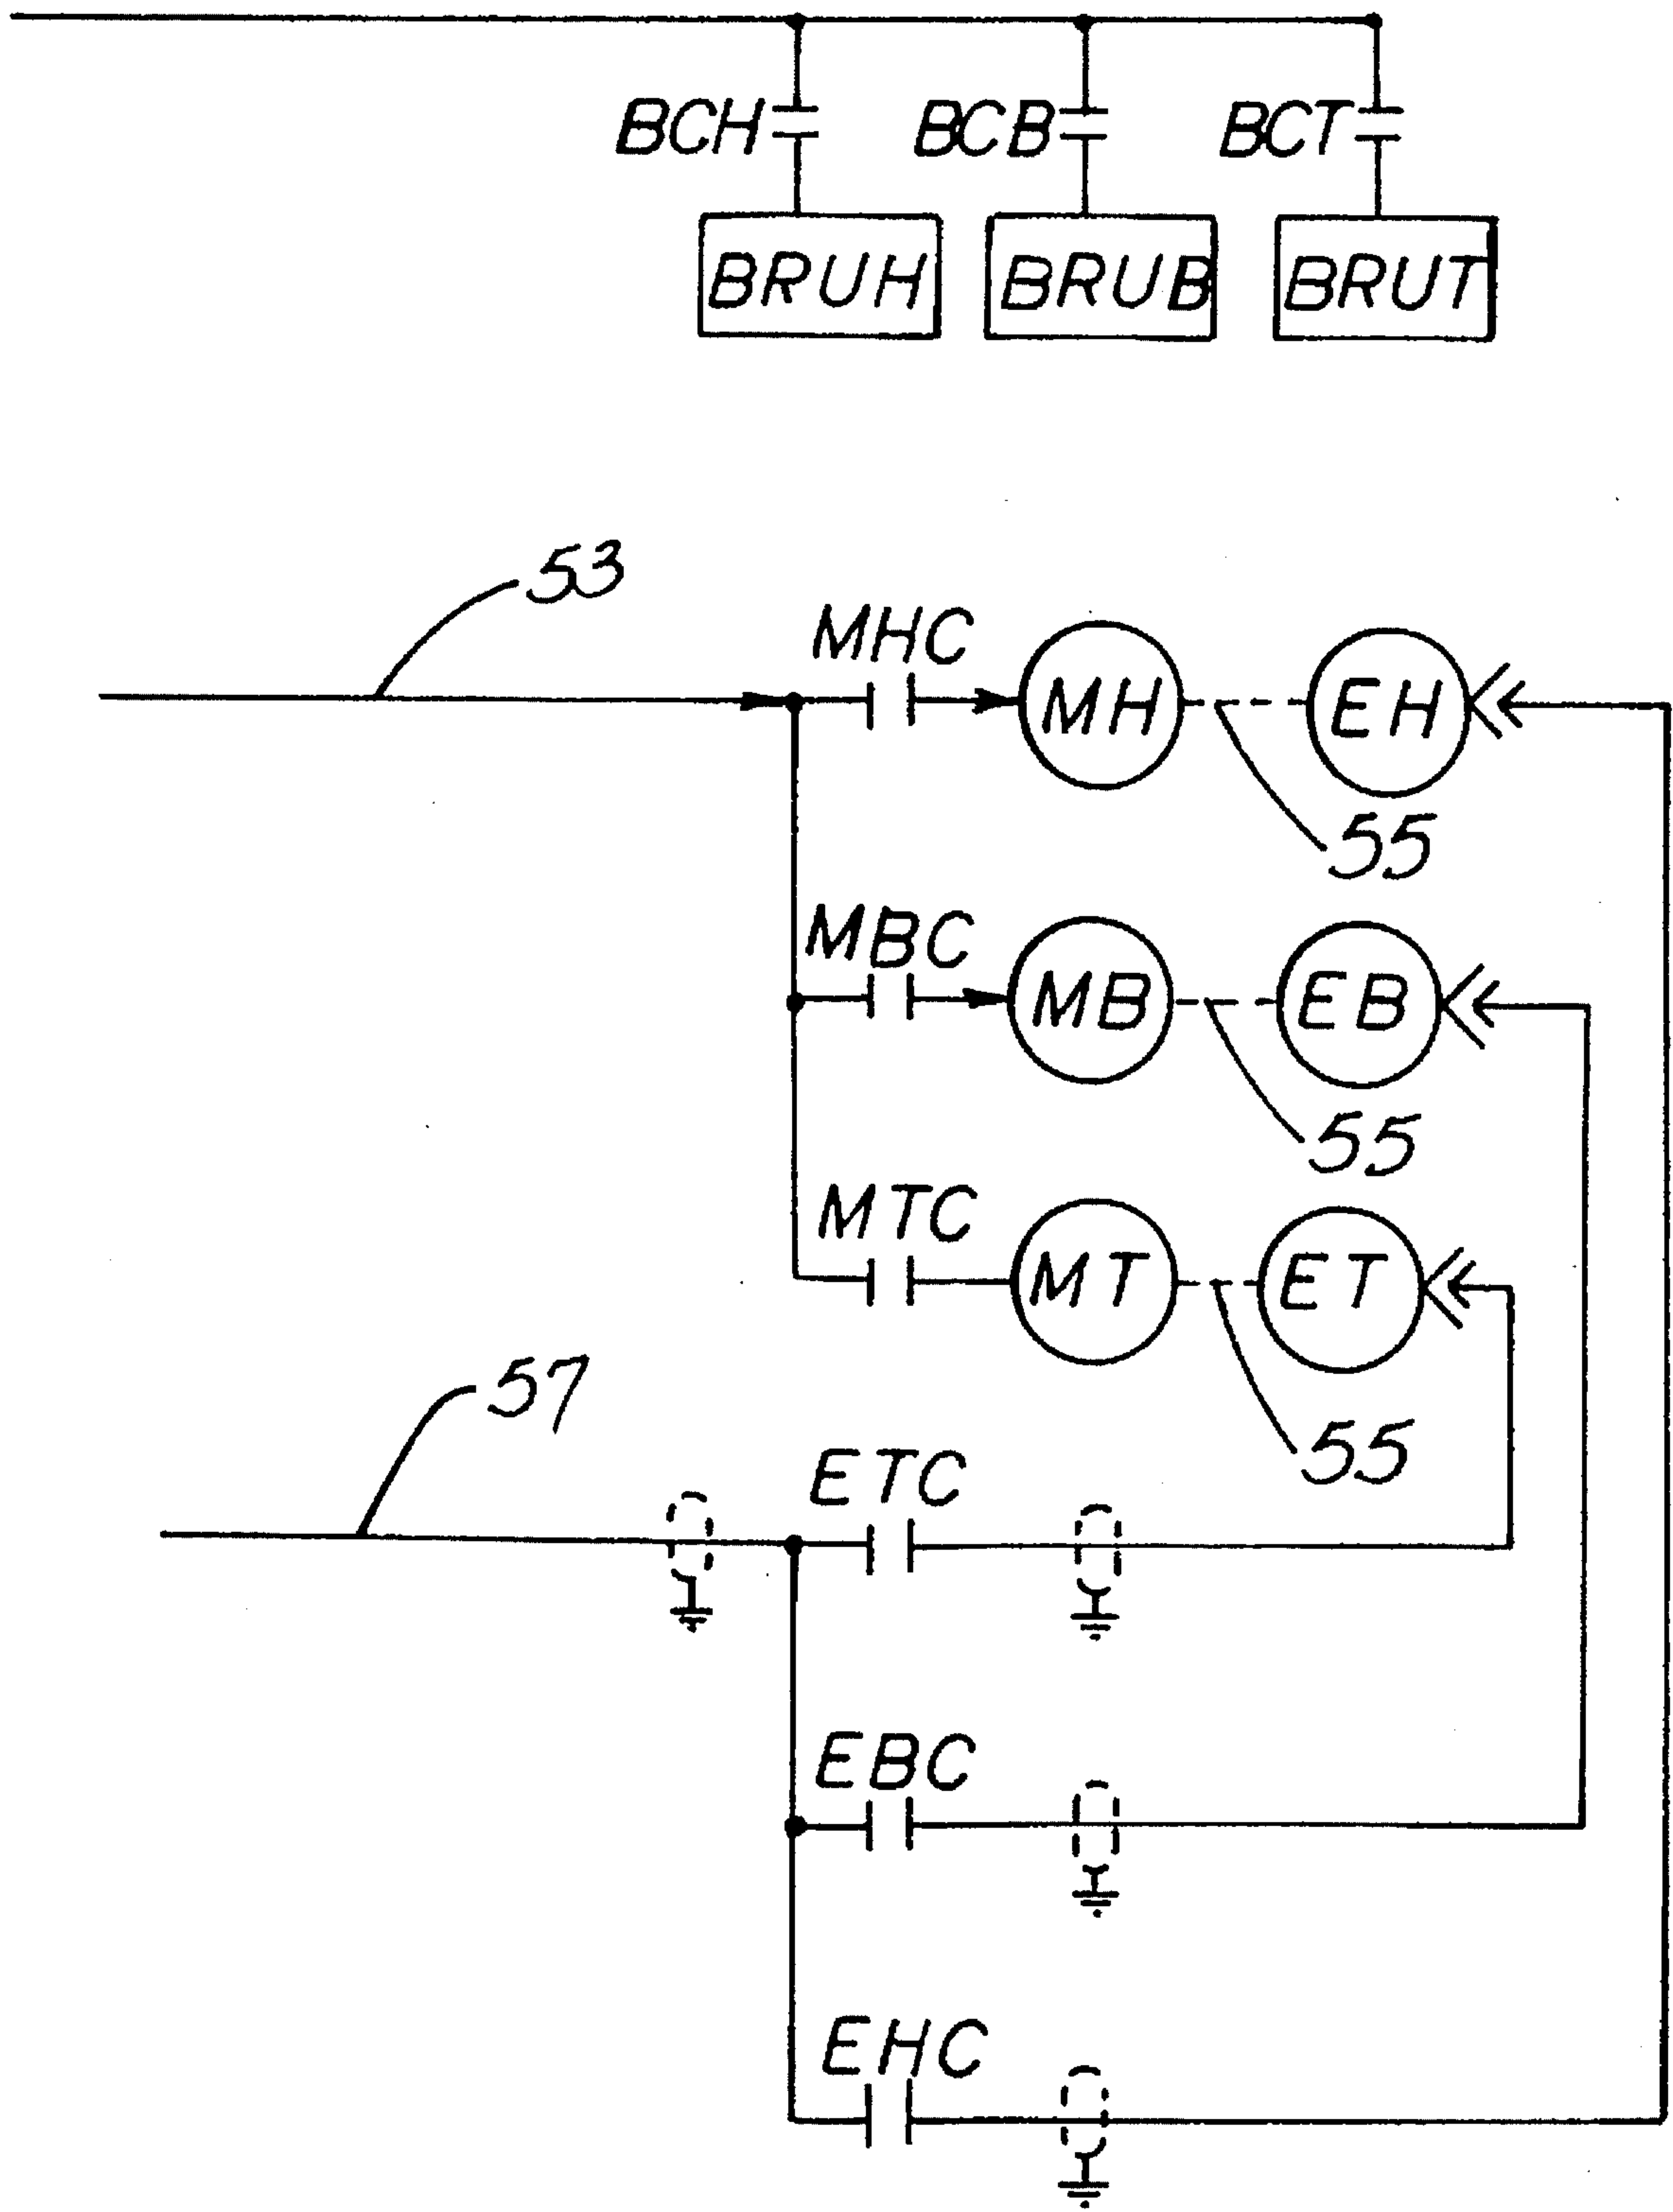 BCH BCB BCT
BRUH BRUB BRUT
53
MHC
MH EH
55
MBC
MB EB
55
MTC
MT ET
57
55
ETC
EBC
EHC